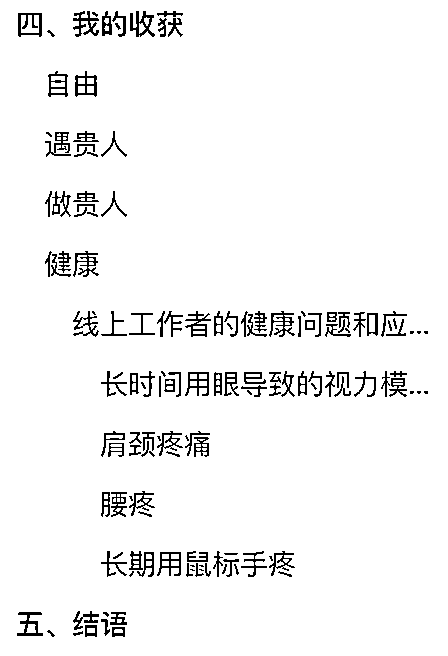 四、我的收获
自由
遇贵人
做贵人
健康
线上工作者的健康问题和应...
长时间用眼导致的视力模...
肩颈疼痛
腰疼
长期用鼠标手疼
五、结语